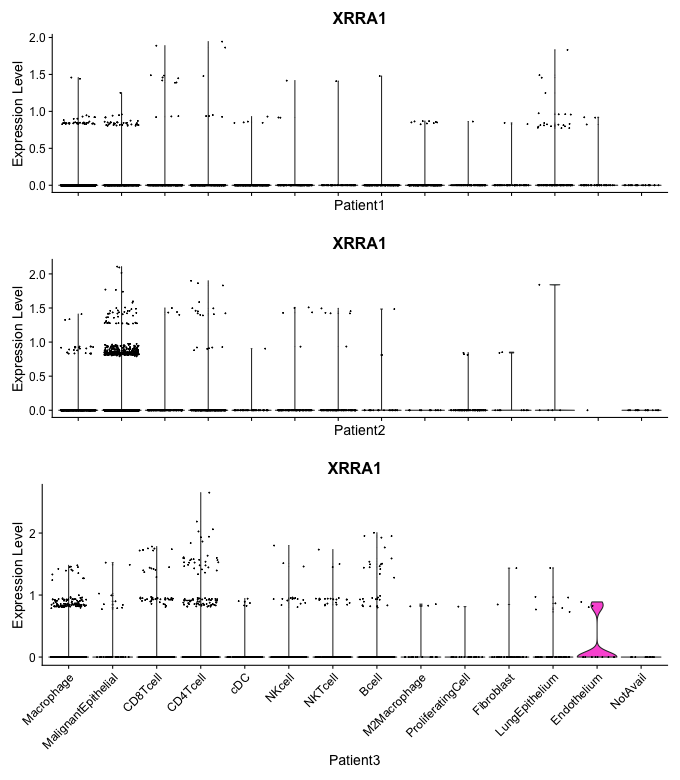 XRRA1
Expression Level
2.0
1.5
1.0
0.5
0.0
Patient1
XRRA1
Expression Level
2.0
1.5
1.0
0.5
0.0
Patient2
XRRA1
Expression Level
2
1
0
Macrophage
MalignantEpithelial
CD8Tcell
CD4Tcell
cDC
NKcell
NKTcell
Bcell
M2Macrophage
ProliferatingCell
Fibroblast
LungEpithelium
Endothelium
NotAvail
Patient3